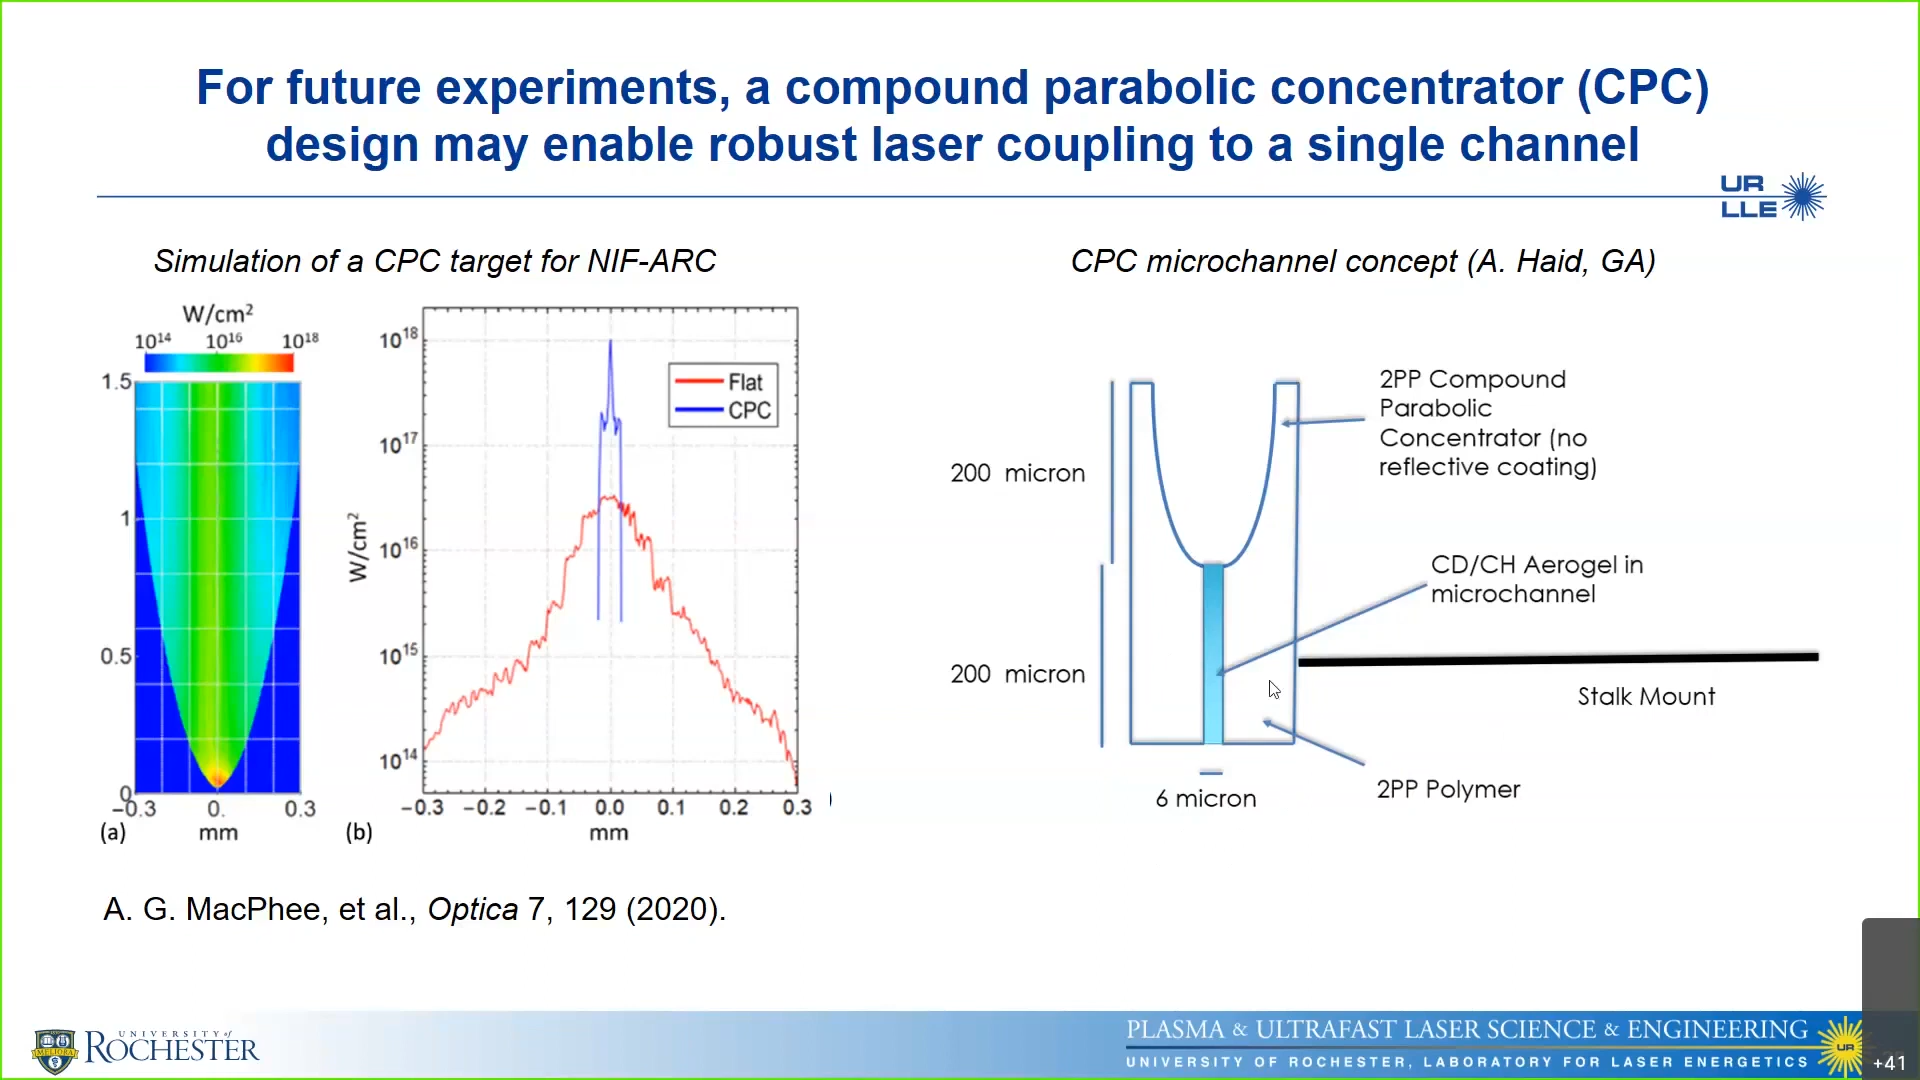 For future experiments, a compound parabolic concentrator (CPC)
design may enable robust laser coupling to a single channel
UR
LLE
Simulation of a CPC target for NIF-ARC
W/cm²
10¹⁴ 10¹⁶ 10¹⁸
1.5
1
0.5
0
−0.3 0. 0.3
(a) mm
10¹⁸
10¹⁷
10¹⁶
10¹⁵
10¹⁴
W/cm²
Flat
CPC
−0.3 −0.2 −0.1 0.0 0.1 0.2 0.3
(b) mm
A. G. MacPhee, et al., Optica 7, 129 (2020).
CPC microchannel concept (A. Haid, GA)
2PP Compound
Parabolic
Concentrator (no
reflective coating)
200 micron
CD/CH Aerogel in
microchannel
200 micron
Stalk Mount
6 micron
2PP Polymer
UNIVERSITY of
ROCHESTER
MELIORA
PLASMA & ULTRAFAST LASER SCIENCE & ENGINEERING
UNIVERSITY OF ROCHESTER, LABORATORY FOR LASER ENERGETICS
UR
+41